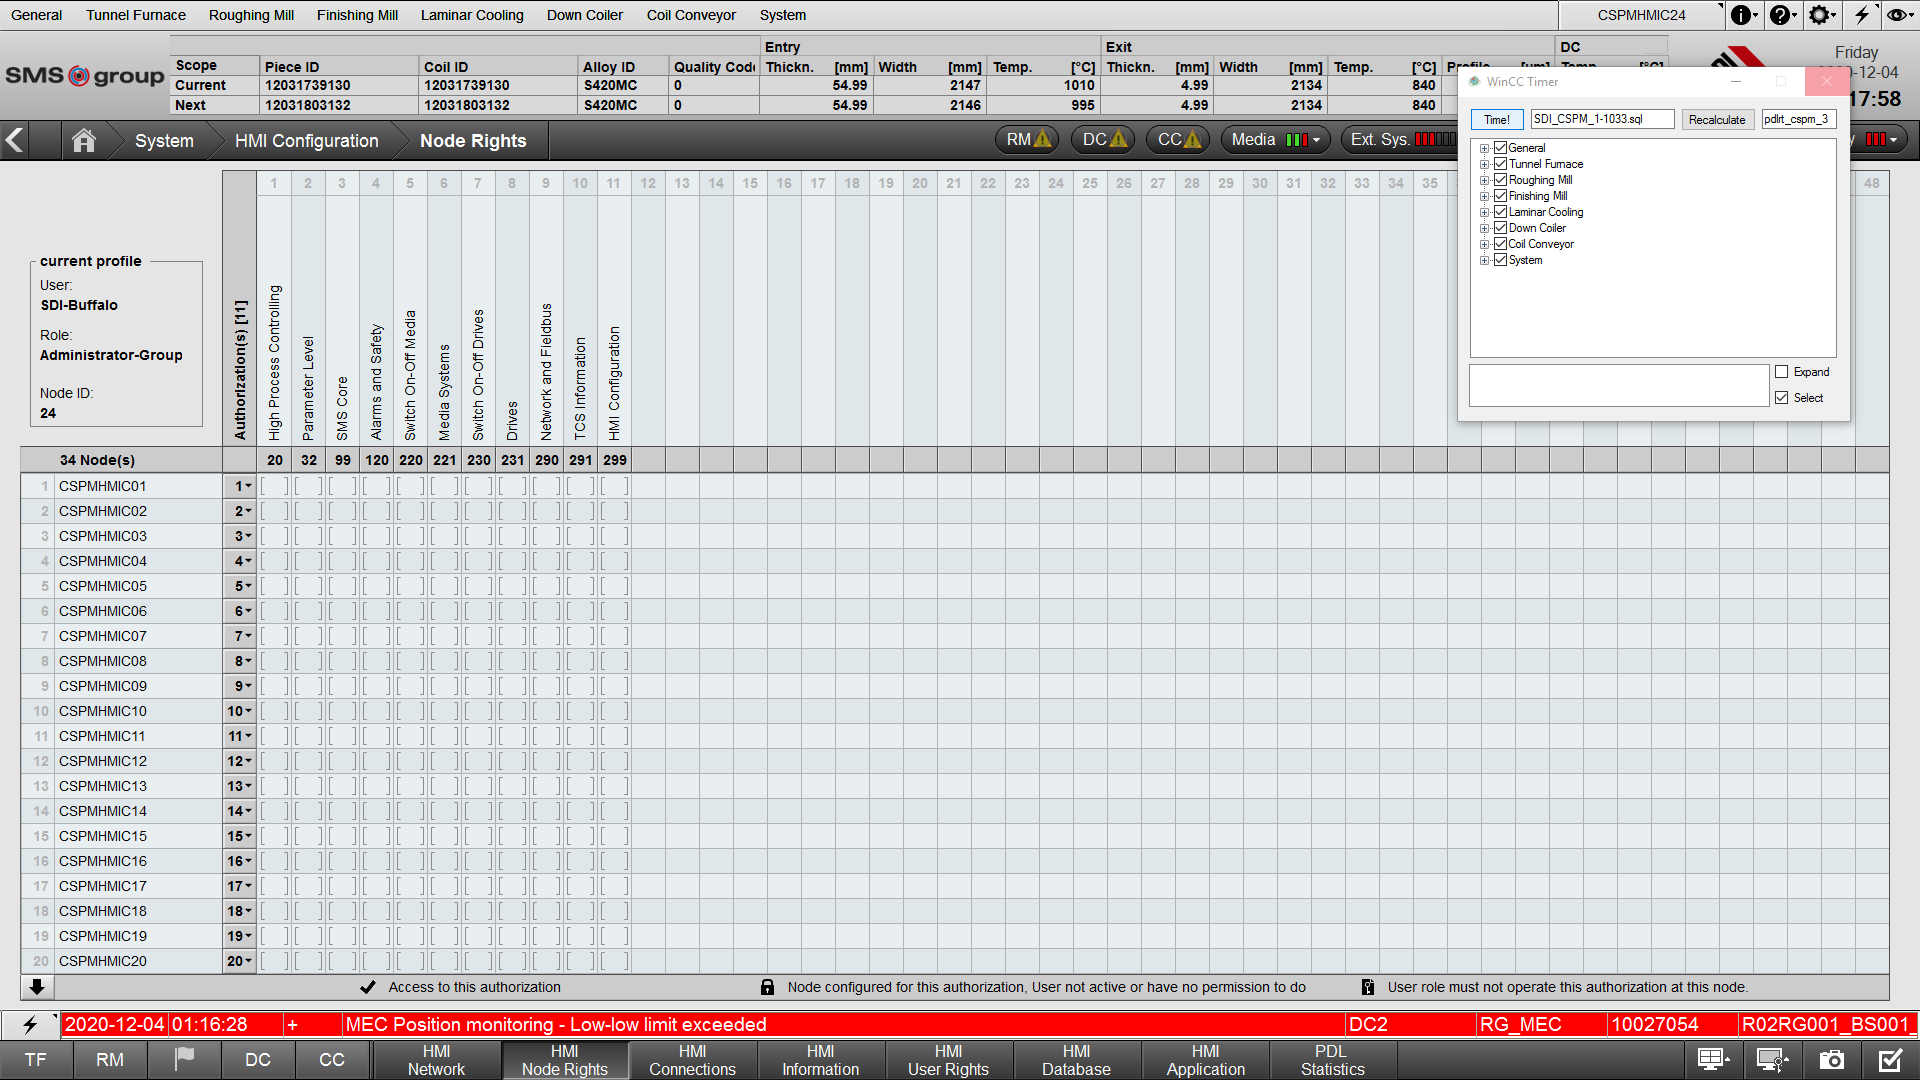 General Tunnel Furnace Roughing Mill Finishing Mill Laminar Cooling Down Coiler Coil Conveyor System CSPMHMIC24
SMS group
Entry Exit DC
Scope Piece ID Coil ID Alloy ID Quality Code Thickn. [mm] Width [mm] Temp. [°C] Thickn. [mm] Width [mm] Temp. [°C]
Current 12031739130 12031739130 S420MC 0 54.99 2147 1010 4.99 2134 840
Next 12031803132 12031803132 S420MC 0 54.99 2146 995 4.99 2134 840
Friday
-12-04
17:58
System HMI Configuration Node Rights RM DC CC Media Ext. Sys.
WinCC Timer
Time! SDI_CSPM_1-1033.sql Recalculate pdlrt_cspm_3
General
Tunnel Furnace
Roughing Mill
Finishing Mill
Laminar Cooling
Down Coiler
Coil Conveyor
System
Expand
Select
1 2 3 4 5 6 7 8 9 10 11 12 13 14 15 16 17 18 19 20 21 22 23 24 25 26 27 28 29 30 31 32 33 34 35 48
current profile
User:
SDI-Buffalo
Role:
Administrator-Group
Node ID:
24
Authorization(s) [11]
High Process Controlling
Parameter Level
SMS Core
Alarms and Safety
Switch On-Off Media
Media Systems
Switch On-Off Drives
Drives
Network and Fieldbus
TCS Information
HMI Configuration
34 Node(s) 20 32 99 120 220 221 230 231 290 291 299
1 CSPMHMIC01 1 [ ] [ ] [ ] [ ] [ ] [ ] [ ] [ ] [ ] [ ] [ ]
2 CSPMHMIC02 2 [ ] [ ] [ ] [ ] [ ] [ ] [ ] [ ] [ ] [ ] [ ]
3 CSPMHMIC03 3 [ ] [ ] [ ] [ ] [ ] [ ] [ ] [ ] [ ] [ ] [ ]
4 CSPMHMIC04 4 [ ] [ ] [ ] [ ] [ ] [ ] [ ] [ ] [ ] [ ] [ ]
5 CSPMHMIC05 5 [ ] [ ] [ ] [ ] [ ] [ ] [ ] [ ] [ ] [ ] [ ]
6 CSPMHMIC06 6 [ ] [ ] [ ] [ ] [ ] [ ] [ ] [ ] [ ] [ ] [ ]
7 CSPMHMIC07 7 [ ] [ ] [ ] [ ] [ ] [ ] [ ] [ ] [ ] [ ] [ ]
8 CSPMHMIC08 8 [ ] [ ] [ ] [ ] [ ] [ ] [ ] [ ] [ ] [ ] [ ]
9 CSPMHMIC09 9 [ ] [ ] [ ] [ ] [ ] [ ] [ ] [ ] [ ] [ ] [ ]
10 CSPMHMIC10 10 [ ] [ ] [ ] [ ] [ ] [ ] [ ] [ ] [ ] [ ] [ ]
11 CSPMHMIC11 11 [ ] [ ] [ ] [ ] [ ] [ ] [ ] [ ] [ ] [ ] [ ]
12 CSPMHMIC12 12 [ ] [ ] [ ] [ ] [ ] [ ] [ ] [ ] [ ] [ ] [ ]
13 CSPMHMIC13 13 [ ] [ ] [ ] [ ] [ ] [ ] [ ] [ ] [ ] [ ] [ ]
14 CSPMHMIC14 14 [ ] [ ] [ ] [ ] [ ] [ ] [ ] [ ] [ ] [ ] [ ]
15 CSPMHMIC15 15 [ ] [ ] [ ] [ ] [ ] [ ] [ ] [ ] [ ] [ ] [ ]
16 CSPMHMIC16 16 [ ] [ ] [ ] [ ] [ ] [ ] [ ] [ ] [ ] [ ] [ ]
17 CSPMHMIC17 17 [ ] [ ] [ ] [ ] [ ] [ ] [ ] [ ] [ ] [ ] [ ]
18 CSPMHMIC18 18 [ ] [ ] [ ] [ ] [ ] [ ] [ ] [ ] [ ] [ ] [ ]
19 CSPMHMIC19 19 [ ] [ ] [ ] [ ] [ ] [ ] [ ] [ ] [ ] [ ] [ ]
20 CSPMHMIC20 20 [ ] [ ] [ ] [ ] [ ] [ ] [ ] [ ] [ ] [ ] [ ]
Access to this authorization Node configured for this authorization, User not active or have no permission to do User role must not operate this authorization at this node.
2020-12-04 01:16:28 + MEC Position monitoring - Low-low limit exceeded DC2 RG_MEC 10027054 R02RG001_BS001_
TF RM DC CC HMI Network HMI Node Rights HMI Connections HMI Information HMI User Rights HMI Database HMI Application PDL Statistics